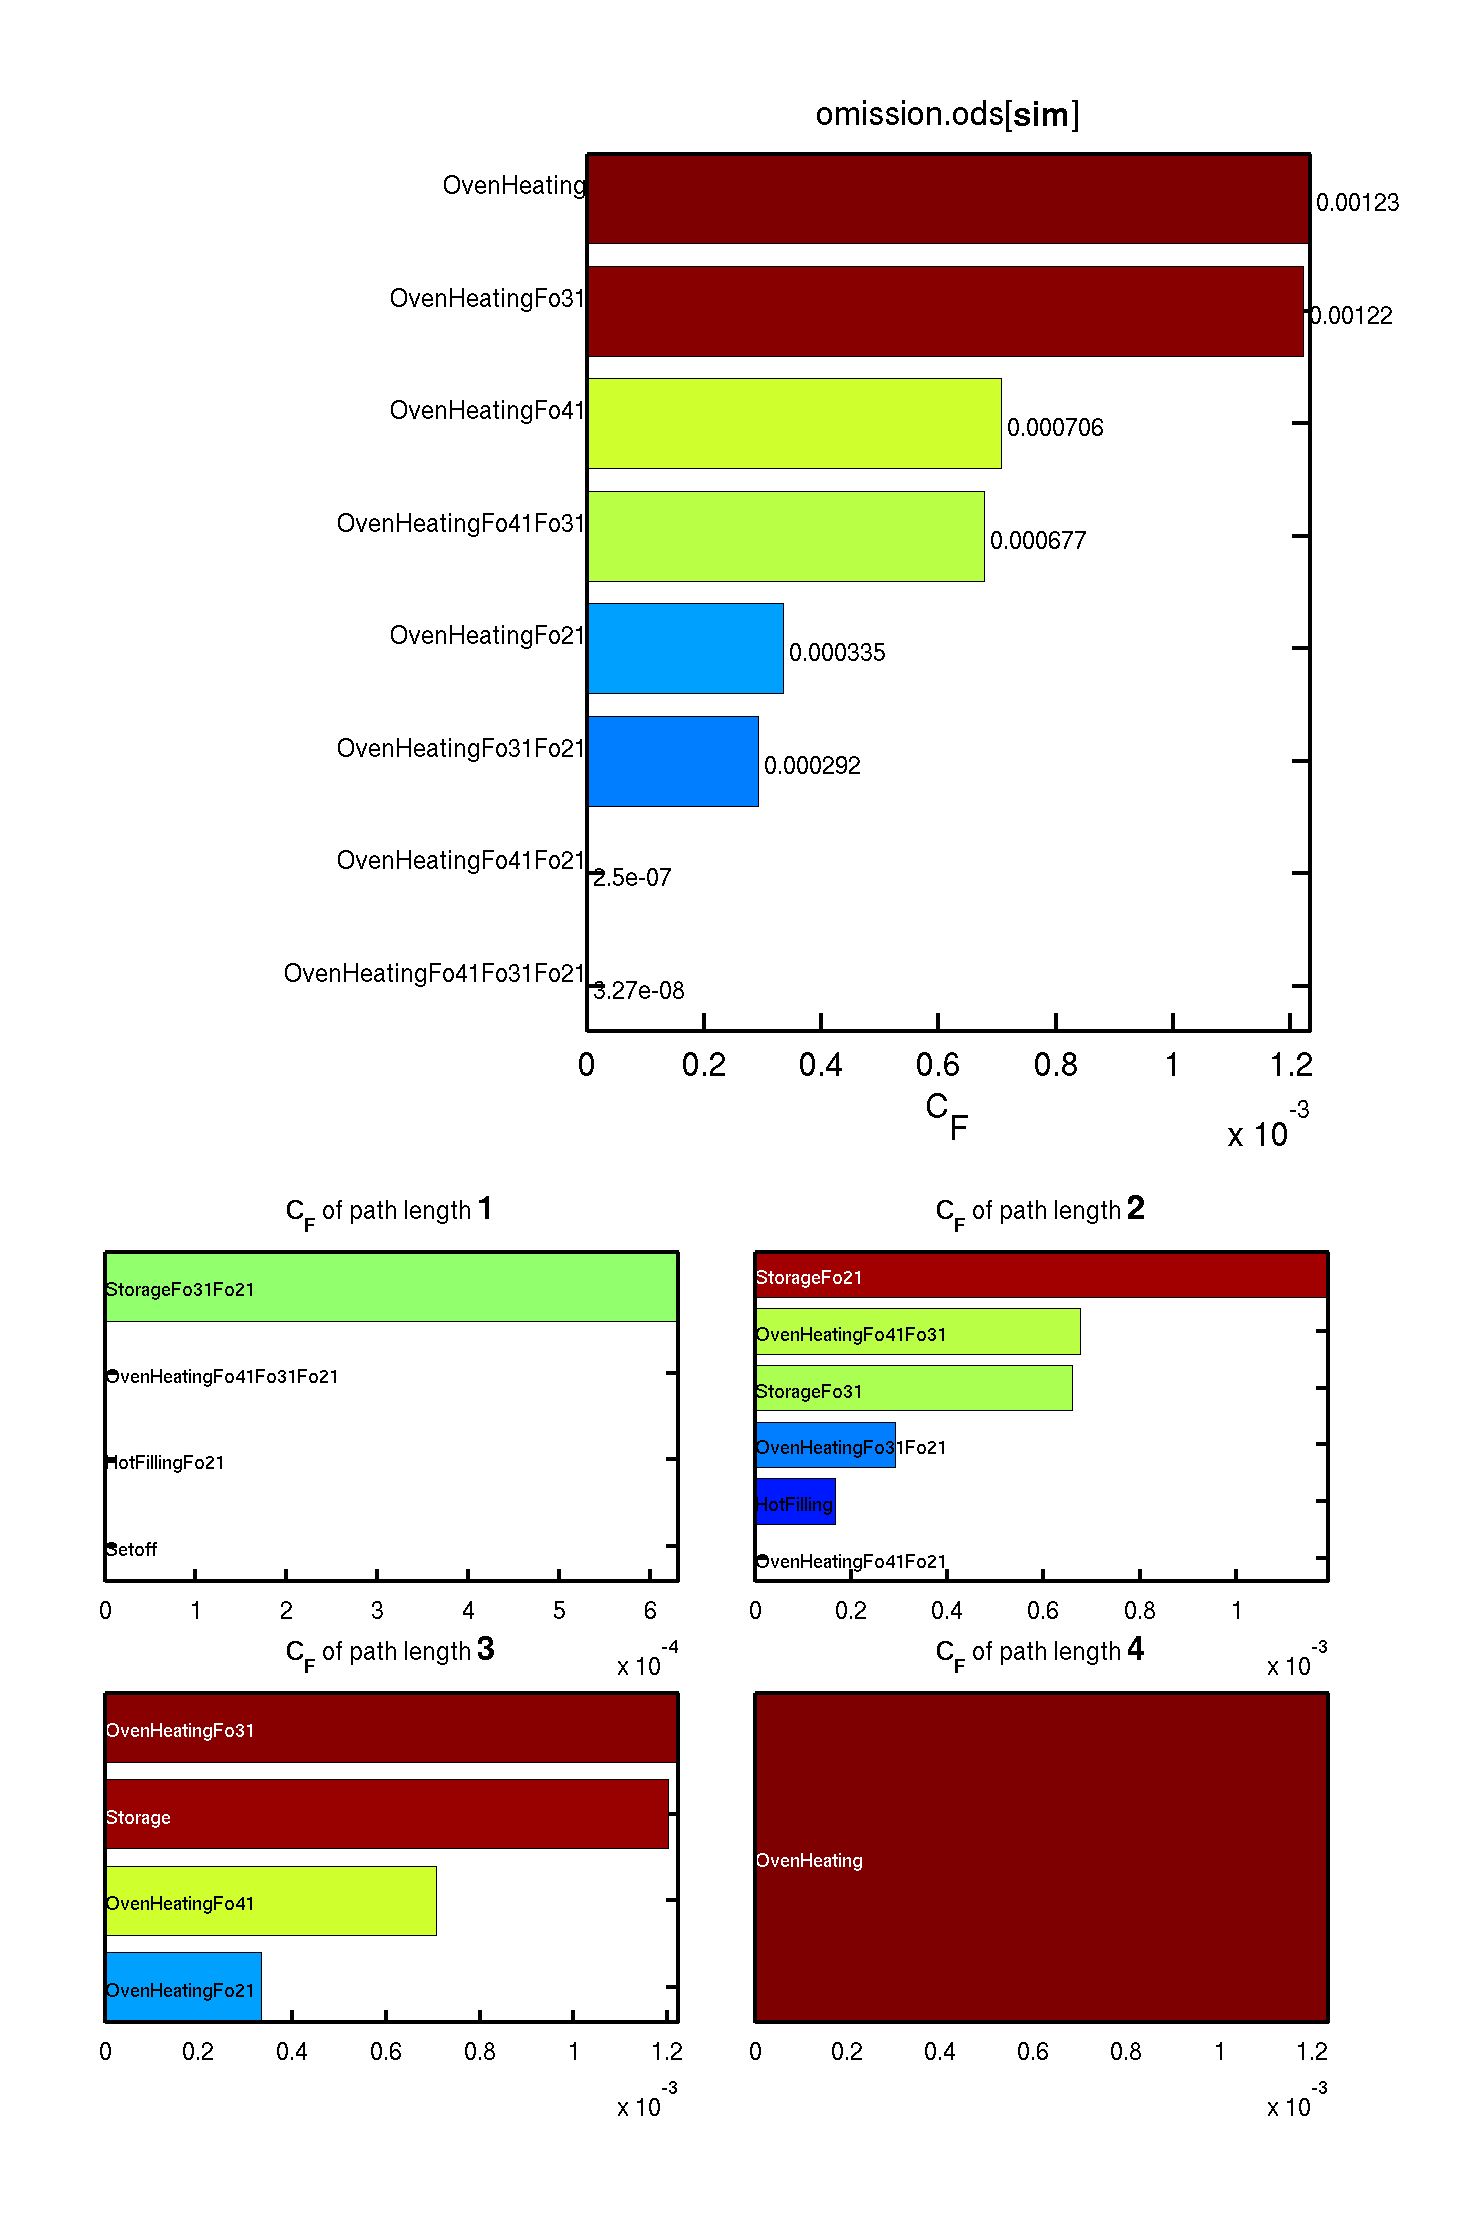 omission.ods[sim]
OvenHeating
0.00123
OvenHeatingFo31
0.00122
OvenHeatingFo41
0.000706
OvenHeatingFo41Fo31
0.000677
OvenHeatingFo21
0.000335
OvenHeatingFo31Fo21
0.000292
OvenHeatingFo41Fo21
2.5e-07
OvenHeatingFo41Fo31Fo21
3.27e-08
0 0.2 0.4 0.6 0.8 1 1.2
C_F
x 10^-3
C_F of path length 1
StorageFo31Fo21
OvenHeatingFo41Fo31Fo21
HotFillingFo21
Setoff
0 1 2 3 4 5 6
x 10^-4
C_F of path length 2
StorageFo21
OvenHeatingFo41Fo31
StorageFo31
OvenHeatingFo31Fo21
HotFilling
OvenHeatingFo41Fo21
0 0.2 0.4 0.6 0.8 1
x 10^-3
C_F of path length 3
OvenHeatingFo31
Storage
OvenHeatingFo41
OvenHeatingFo21
0 0.2 0.4 0.6 0.8 1 1.2
x 10^-3
C_F of path length 4
OvenHeating
0 0.2 0.4 0.6 0.8 1 1.2
x 10^-3